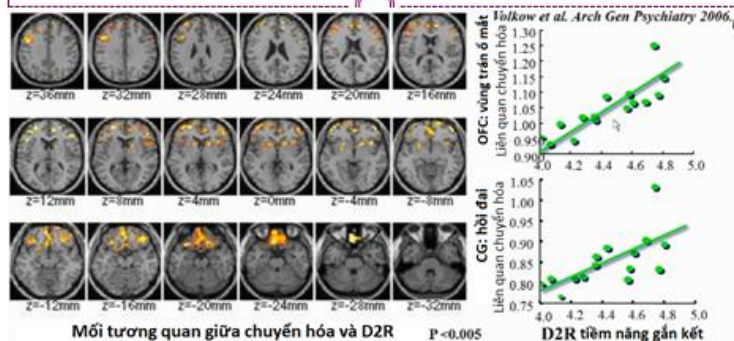 Volkow et al. Arch Gen Psychiatry 2006.
z=36mm z=32mm z=28mm z=24mm z=20mm z=16mm
z=12mm z=8mm z=4mm z=0mm z=-4mm z=-8mm
z=-12mm z=-16mm z=-20mm z=-24mm z=-28mm z=-32mm
Mối tương quan giữa chuyển hóa và D2R P <0.005
OFC: vùng trán ổ mắt
Liên quan chuyển hóa
1.30
1.25
1.20
1.15
1.10
1.05
1.00
0.95
0.90
4.0 4.2 4.4 4.6 4.8 5.0
CG: hồi đai
Liên quan chuyển hóa
1.05
1.00
0.95
0.90
0.85
0.80
0.75
4.0 4.2 4.4 4.6 4.8 5.0
D2R tiềm năng gắn kết